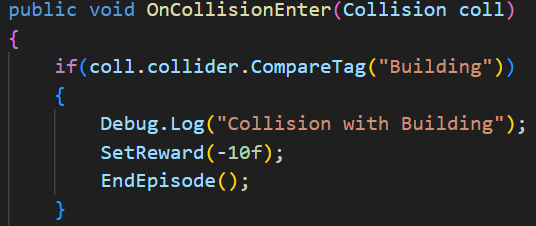 public void OnCollisionEnter(Collision coll)
{
    if(coll.collider.CompareTag("Building"))
    {
        Debug.Log("Collision with Building");
        SetReward(-10f);
        EndEpisode();
    }